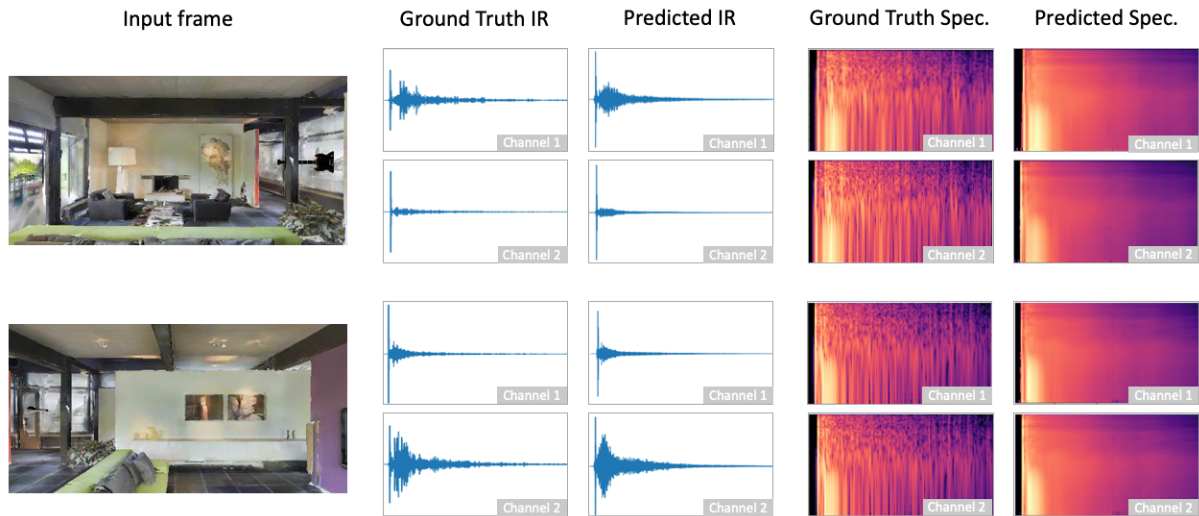 Input frame Ground Truth IR Predicted IR Ground Truth Spec. Predicted Spec.
Channel 1 Channel 1 Channel 1 Channel 1
Channel 2 Channel 2 Channel 2 Channel 2
Channel 1 Channel 1 Channel 1 Channel 1
Channel 2 Channel 2 Channel 2 Channel 2